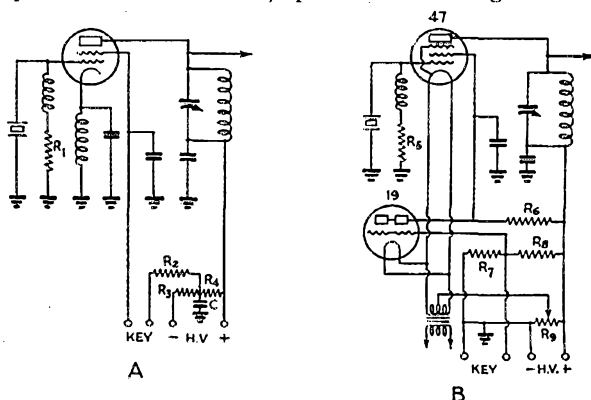 47
R1
R5
19
R6
R2
R3
R4
C
R7
R8
R9
KEY - H.V. +
KEY - H.V. +
A
B